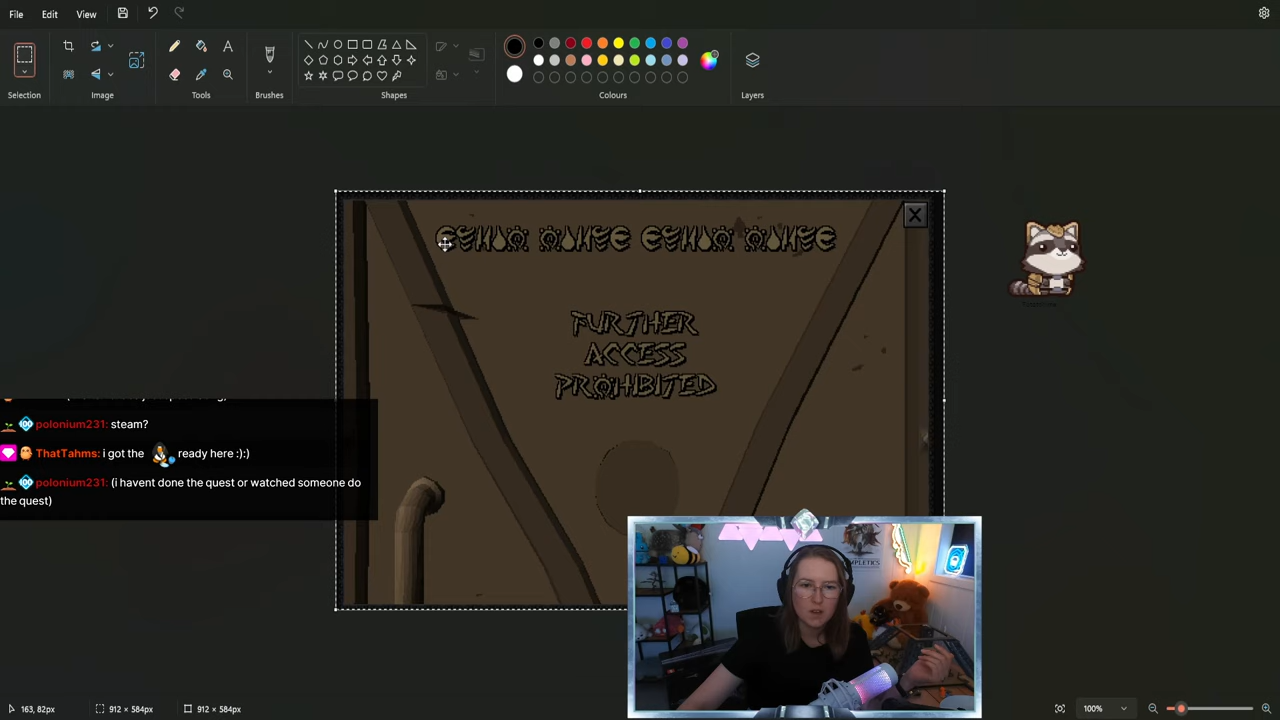 File Edit View
Selection Image Tools Brushes Shapes Colours Layers
FURTHER
ACCESS
PROHIBITED
polonium231: steam?
ThatTahms: i got the ready here :):)
polonium231: (i havent done the quest or watched someone do
the quest)
163, 82px 912 × 584px 912 × 584px 100%